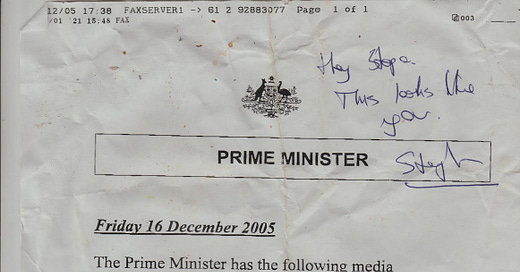 12/05 17:38 FAXSERVER1 -> 61 2 92883077 Page 1 of 1
/01 '21 15:48 FAX
003
Hey
This looks like
you.
PRIME MINISTER
Friday 16 December 2005
The Prime Minister has the following media